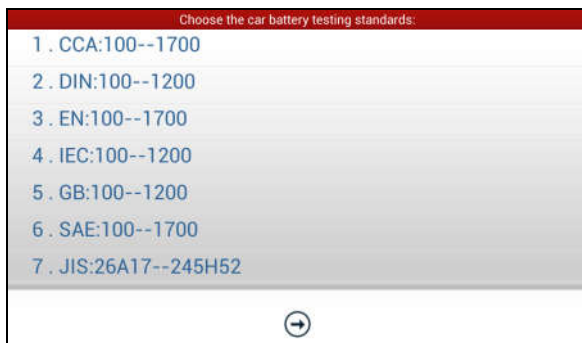 Choose the car battery testing standards:
1 . CCA:100--1700
2 . DIN:100--1200
3 . EN:100--1700
4 . IEC:100--1200
5 . GB:100--1200
6 . SAE:100--1700
7 . JIS:26A17--245H52